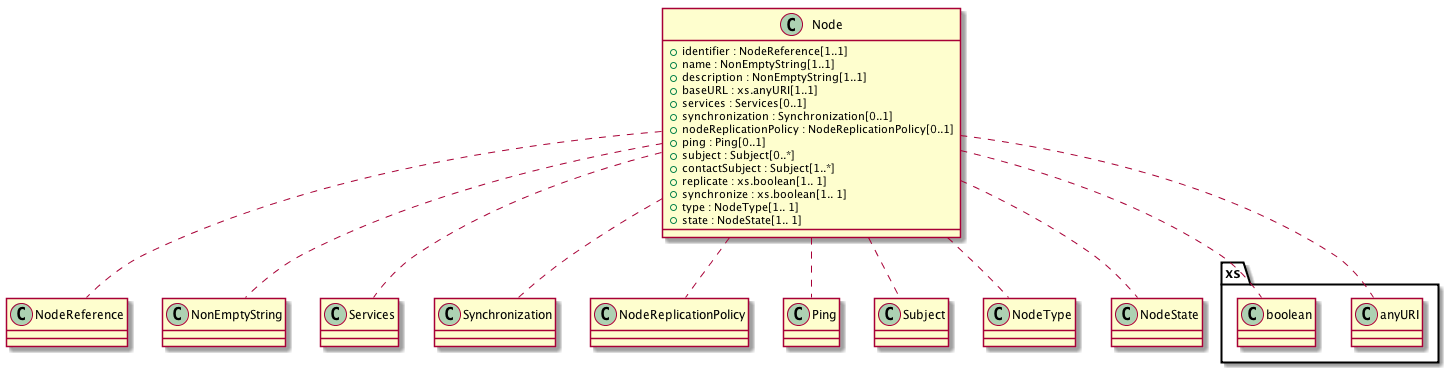 C Node
identifier : NodeReference[1..1]
name : NonEmptyString[1..1]
description : NonEmptyString[1..1]
baseURL : xs.anyURI[1..1]
services : Services[0..1]
synchronization : Synchronization[0..1]
nodeReplicationPolicy : NodeReplicationPolicy[0..1]
ping : Ping[0..1]
subject : Subject[0..*]
contactSubject : Subject[1..*]
replicate : xs.boolean[1.. 1]
synchronize : xs.boolean[1.. 1]
type : NodeType[1.. 1]
state : NodeState[1.. 1]
xs
C NodeReference
C NonEmptyString
C Services
C Synchronization
C NodeReplicationPolicy
C Ping
C Subject
C NodeType
C NodeState
C boolean
C anyURI